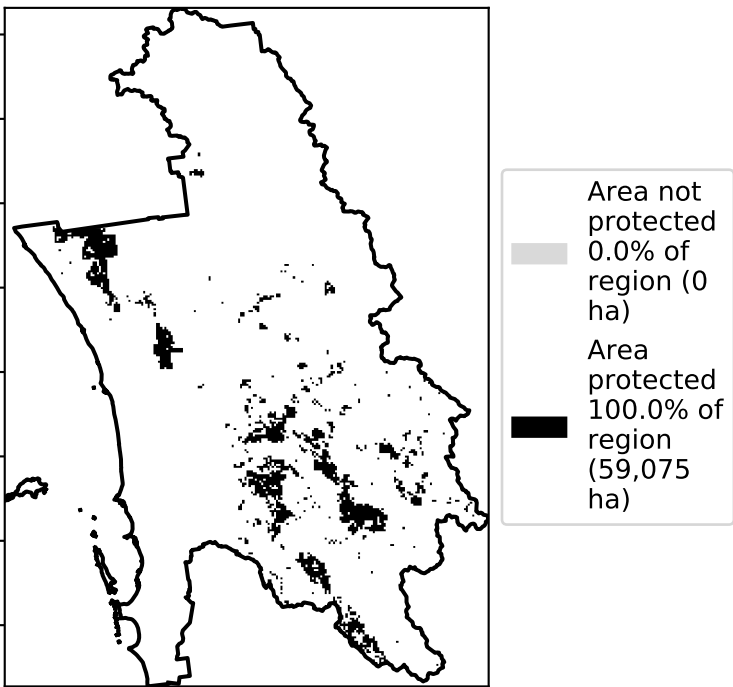 Area not
protected
0.0% of
region (0
ha)
Area
protected
100.0% of
region
(59,075
ha)